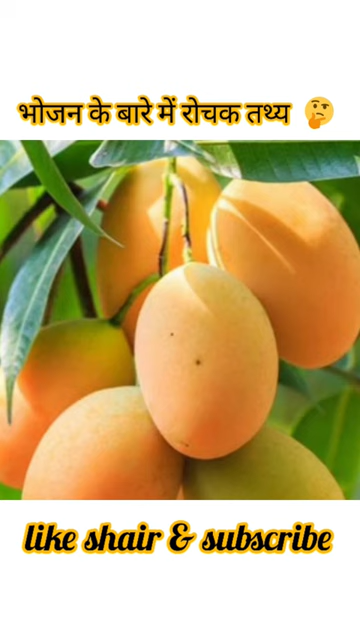 भोजन के बारे में रोचक तथ्य 🤔
like shair & subscribe